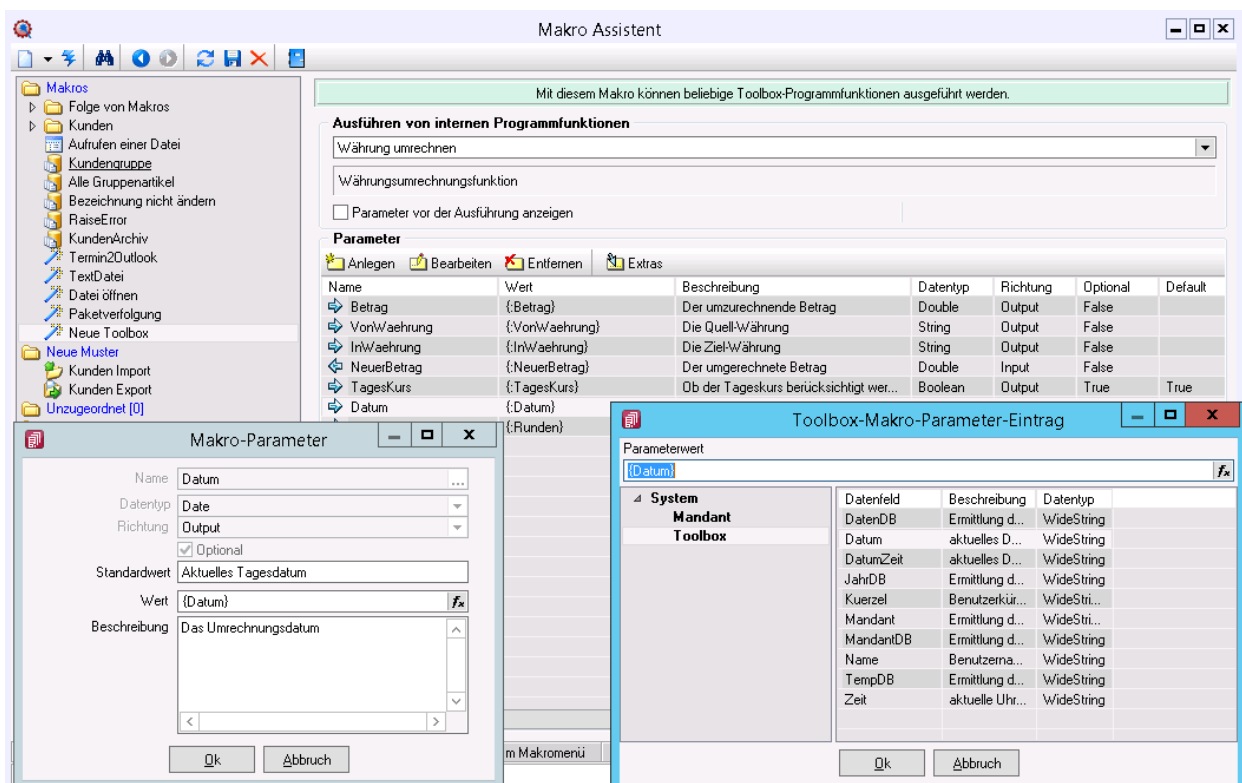 Makro Assistent
Makros
Folge von Makros
Kunden
Aufrufen einer Datei
Kundengruppe
Alle Gruppenartikel
Bezeichnung nicht ändern
RaiseError
KundenArchiv
Termin2Outlook
TextDatei
Datei öffnen
Paketverfolgung
Neue Toolbox
Neue Muster
Kunden Import
Kunden Export
Unzugeordnet [0]
Mit diesem Makro können beliebige Toolbox-Programmfunktionen ausgeführt werden.
Ausführen von internen Programmfunktionen
Währung umrechnen
Währungsumrechnungsfunktion
Parameter vor der Ausführung anzeigen
Parameter
Anlegen Bearbeiten Entfernen Extras
Name Wert Beschreibung Datentyp Richtung Optional Default
Betrag {:Betrag} Der umzurechnende Betrag Double Output False
VonWaehrung {:VonWaehrung} Die Quell-Währung String Output False
InWaehrung {:InWaehrung} Die Ziel-Währung String Output False
NeuerBetrag {:NeuerBetrag} Der umgerechnete Betrag Double Input False
TagesKurs {:TagesKurs} Ob der Tageskurs berücksichtigt wer... Boolean Output True True
Datum {:Datum}
{:Runden}
m Makromenü
Makro-Parameter
Name Datum ...
Datentyp Date
Richtung Output
Optional
Standardwert Aktuelles Tagesdatum
Wert {Datum} fx
Beschreibung Das Umrechnungsdatum
Ok Abbruch
Toolbox-Makro-Parameter-Eintrag
Parameterwert
{Datum} fx
System
Mandant
Toolbox
Datenfeld Beschreibung Datentyp
DatenDB Ermittlung d... WideString
Datum aktuelles D... WideString
DatumZeit aktuelles D... WideString
JahrDB Ermittlung d... WideString
Kuerzel Benutzerkür... WideStri...
Mandant Ermittlung d... WideStri...
MandantDB Ermittlung d... WideString
Name Benutzerna... WideString
TempDB Ermittlung d... WideString
Zeit aktuelle Uhr... WideString
Ok Abbruch